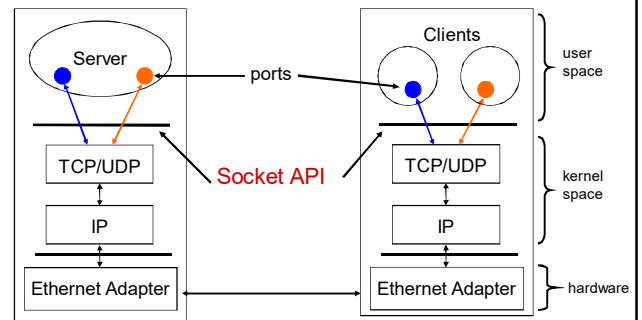 Server
Clients
user
space
ports
TCP/UDP
Socket API
TCP/UDP
kernel
space
IP
IP
Ethernet Adapter
Ethernet Adapter
hardware